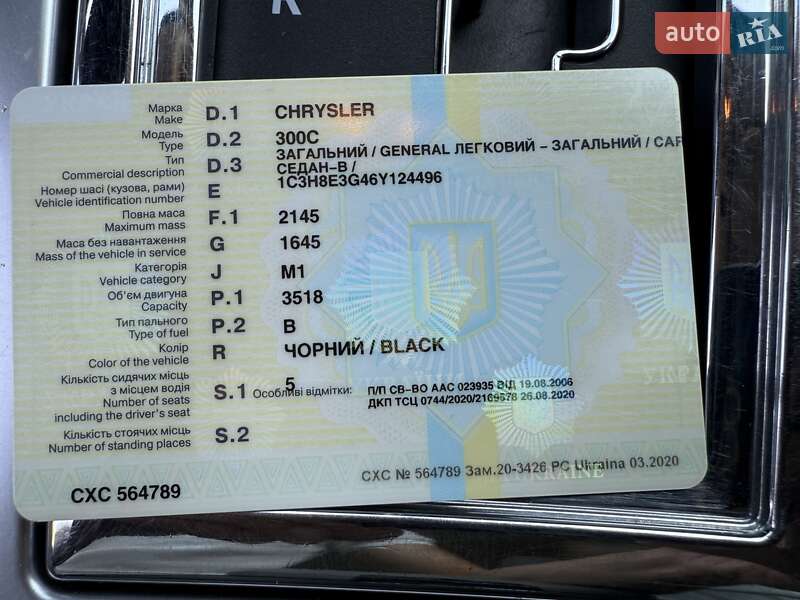 K
auto RIA .com
Марка D.1 CHRYSLER
Make
Модель D.2 300C
Type
Тип D.3 ЗАГАЛЬНИЙ / GENERAL ЛЕГКОВИЙ – ЗАГАЛЬНИЙ / CAR
Commercial description СЕДАН-В /
Номер шасі (кузова, рами) E 1C3H8E3G46Y124496
Vehicle identification number
Повна маса F.1 2145
Maximum mass
Маса без навантаження G 1645
Mass of the vehicle in service
Категорія J M1
Vehicle category
Об'єм двигуна P.1 3518
Capacity
Тип пального P.2 B
Type of fuel
Колір R ЧОРНИЙ / BLACK
Color of the vehicle
Кількість сидячих місць
з місцем водія S.1 5
Number of seats
including the driver's seat
Особливі відмітки: П/П СВ-ВО ААС 023935 ВІД 19.08.2006
ДКП ТСЦ 0744/2020/2169578 26.08.2020
Кількість стоячих місць S.2
Number of standing places
CXC 564789
CXC № 564789 Зам.20-3426 PC Ukraina 03.2020
UKRAINE